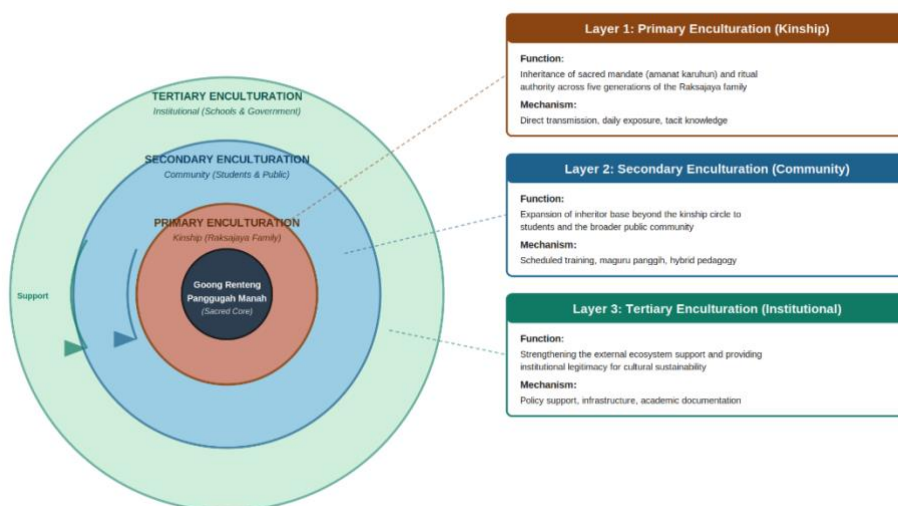 TERTIARY ENCULTURATION
Institutional (Schools & Government)
SECONDARY ENCULTURATION
Community (Students & Public)
PRIMARY ENCULTURATION
Kinship (Raksajaya Family)
Goong Renteng
Panggugah Manah
(Sacred Core)
Support
Layer 1: Primary Enculturation (Kinship)
Function:
Inheritance of sacred mandate (amanat karuhun) and ritual
authority across five generations of the Raksajaya family
Mechanism:
Direct transmission, daily exposure, tacit knowledge
Layer 2: Secondary Enculturation (Community)
Function:
Expansion of inheritor base beyond the kinship circle to
students and the broader public community
Mechanism:
Scheduled training, maguru panggih, hybrid pedagogy
Layer 3: Tertiary Enculturation (Institutional)
Function:
Strengthening the external ecosystem support and providing
institutional legitimacy for cultural sustainability
Mechanism:
Policy support, infrastructure, academic documentation